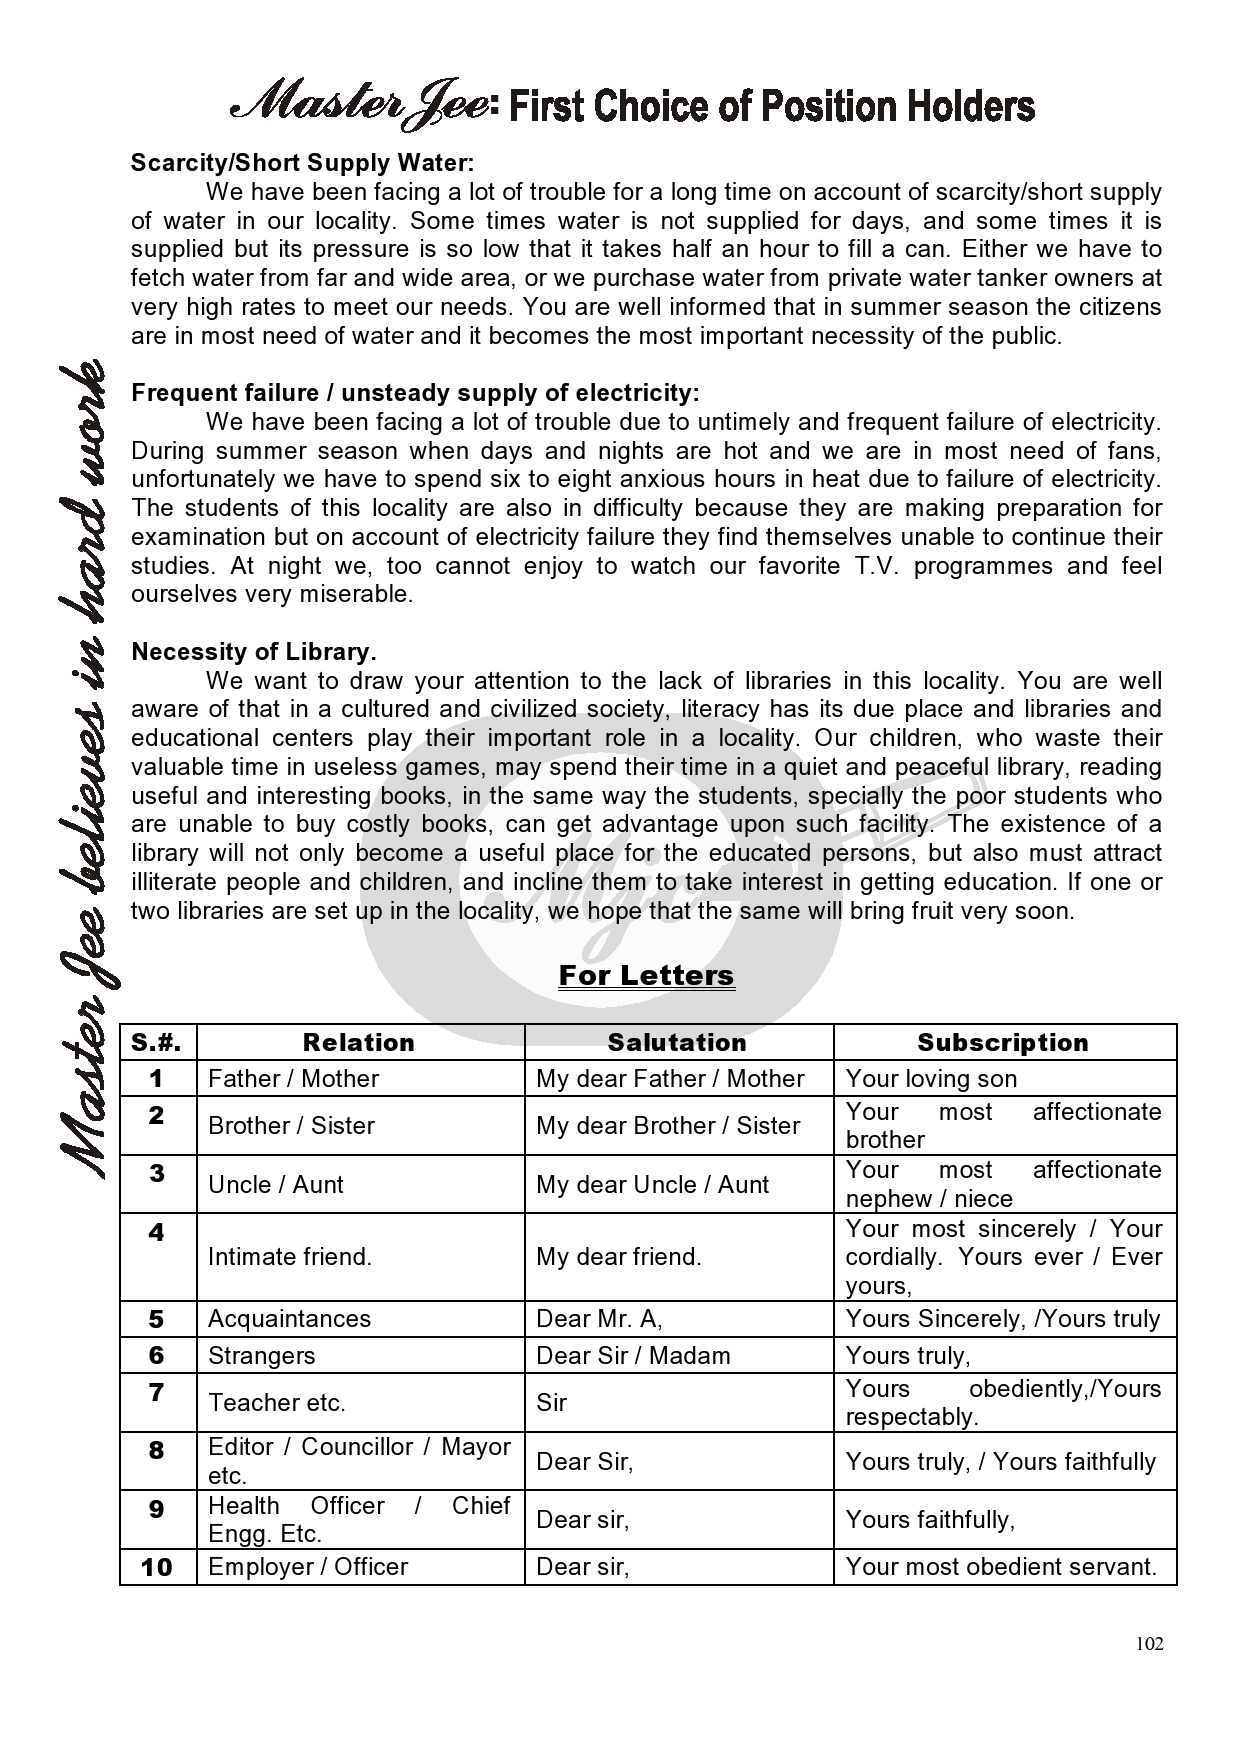 Master Jee: First Choice of Position Holders
Scarcity/Short Supply Water:
We have been facing a lot of trouble for a long time on account of scarcity/short supply
of water in our locality. Some times water is not supplied for days, and some times it is
supplied but its pressure is so low that it takes half an hour to fill a can. Either we have to
fetch water from far and wide area, or we purchase water from private water tanker owners at
very high rates to meet our needs. You are well informed that in summer season the citizens
are in most need of water and it becomes the most important necessity of the public.
Frequent failure / unsteady supply of electricity:
We have been facing a lot of trouble due to untimely and frequent failure of electricity.
During summer season when days and nights are hot and we are in most need of fans,
unfortunately we have to spend six to eight anxious hours in heat due to failure of electricity.
The students of this locality are also in difficulty because they are making preparation for
examination but on account of electricity failure they find themselves unable to continue their
studies. At night we, too cannot enjoy to watch our favorite T.V. programmes and feel
ourselves very miserable.
Necessity of Library.
We want to draw your attention to the lack of libraries in this locality. You are well
aware of that in a cultured and civilized society, literacy has its due place and libraries and
educational centers play their important role in a locality. Our children, who waste their
valuable time in useless games, may spend their time in a quiet and peaceful library, reading
useful and interesting books, in the same way the students, specially the poor students who
are unable to buy costly books, can get advantage upon such facility. The existence of a
library will not only become a useful place for the educated persons, but also must attract
illiterate people and children, and incline them to take interest in getting education. If one or
two libraries are set up in the locality, we hope that the same will bring fruit very soon.
Mjc
Master Jee believes in hard work
For Letters
S.#. Relation Salutation Subscription
1 Father / Mother My dear Father / Mother Your loving son
2 Brother / Sister My dear Brother / Sister Your most affectionate
brother
3 Uncle / Aunt My dear Uncle / Aunt Your most affectionate
nephew / niece
4 Intimate friend. My dear friend. Your most sincerely / Your
cordially. Yours ever / Ever
yours,
5 Acquaintances Dear Mr. A, Yours Sincerely, /Yours truly
6 Strangers Dear Sir / Madam Yours truly,
7 Teacher etc. Sir Yours obediently,/Yours
respectably.
8 Editor / Councillor / Mayor
etc. Dear Sir, Yours truly, / Yours faithfully
9 Health Officer / Chief
Engg. Etc. Dear sir, Yours faithfully,
10 Employer / Officer Dear sir, Your most obedient servant.
102